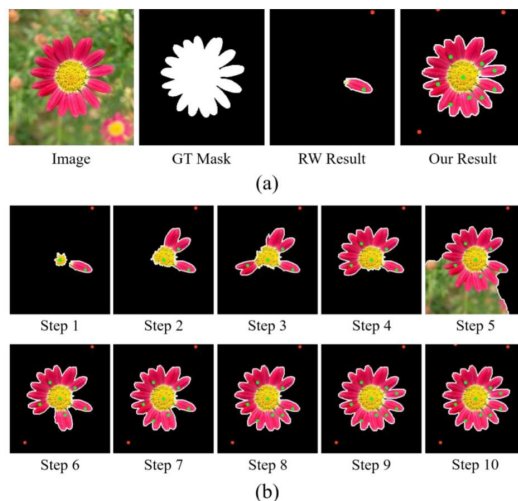 Image GT Mask RW Result Our Result
(a)
Step 1 Step 2 Step 3 Step 4 Step 5
Step 6 Step 7 Step 8 Step 9 Step 10
(b)